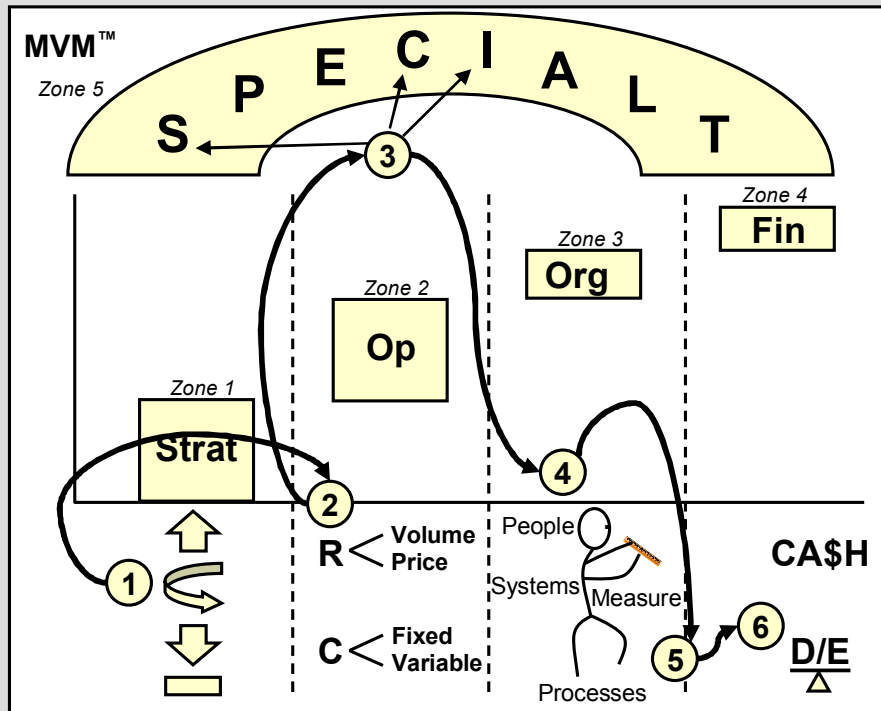 MVM™
Zone 5
S P E C I A L T
3
Zone 4
Fin
Zone 3
Org
Zone 2
Op
Zone 1
Strat
4
2
1
R
Volume
Price
People
Systems
Measure
Processes
CA$H
C
Fixed
Variable
5
6
D/E